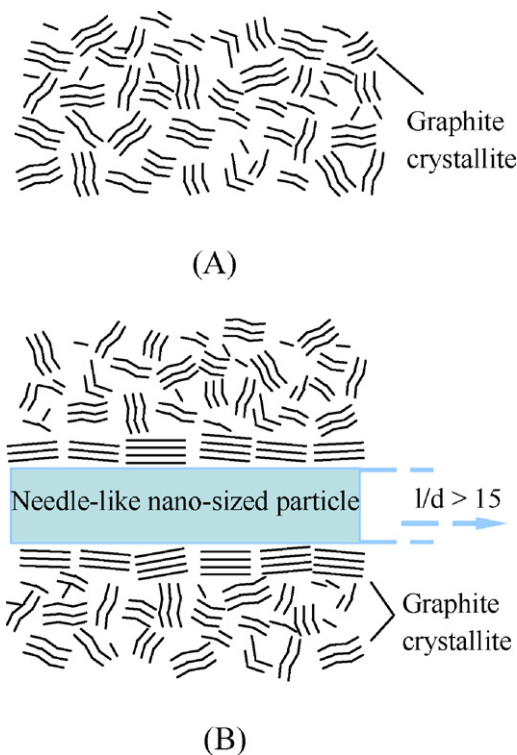 Graphite
crystallite
(A)
Needle-like nano-sized particle
l/d > 15
Graphite
crystallite
(B)